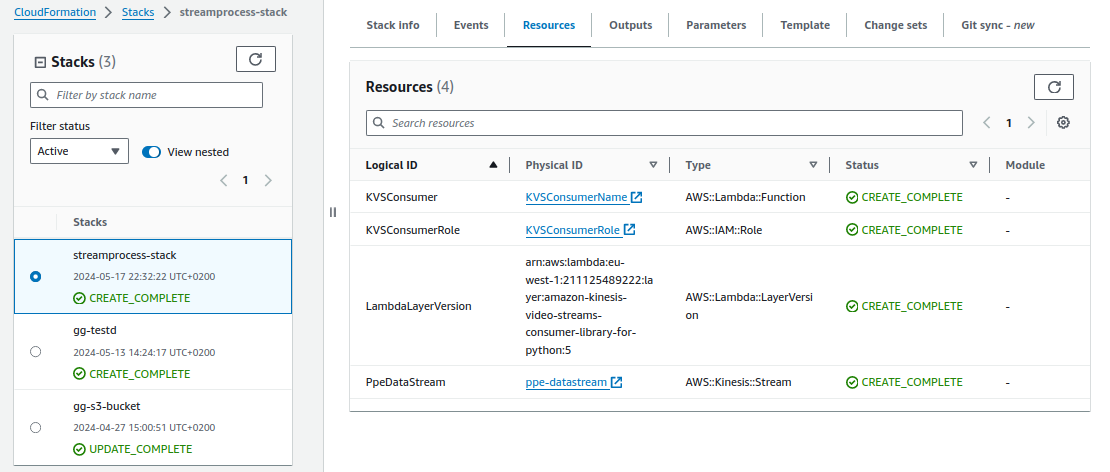 CloudFormation > Stacks > streamprocess-stack
Stacks (3)
Filter by stack name
Filter status
Active
View nested
1
Stacks
streamprocess-stack
2024-05-17 22:32:22 UTC+0200
CREATE_COMPLETE
gg-testd
2024-05-13 14:24:17 UTC+0200
CREATE_COMPLETE
gg-s3-bucket
2024-04-27 15:00:51 UTC+0200
UPDATE_COMPLETE
Stack info
Events
Resources
Outputs
Parameters
Template
Change sets
Git sync - new
Resources (4)
Search resources
1
Logical ID
Physical ID
Type
Status
Module
KVSConsumer
KVSConsumerName
AWS::Lambda::Function
CREATE_COMPLETE
-
KVSConsumerRole
KVSConsumerRole
AWS::IAM::Role
CREATE_COMPLETE
-
LambdaLayerVersion
arn:aws:lambda:eu-
west-1:211125489222:la
yer:amazon-kinesis-
video-streams-
consumer-library-for-
python:5
AWS::Lambda::LayerVersi
on
CREATE_COMPLETE
-
PpeDataStream
ppe-datastream
AWS::Kinesis::Stream
CREATE_COMPLETE
-